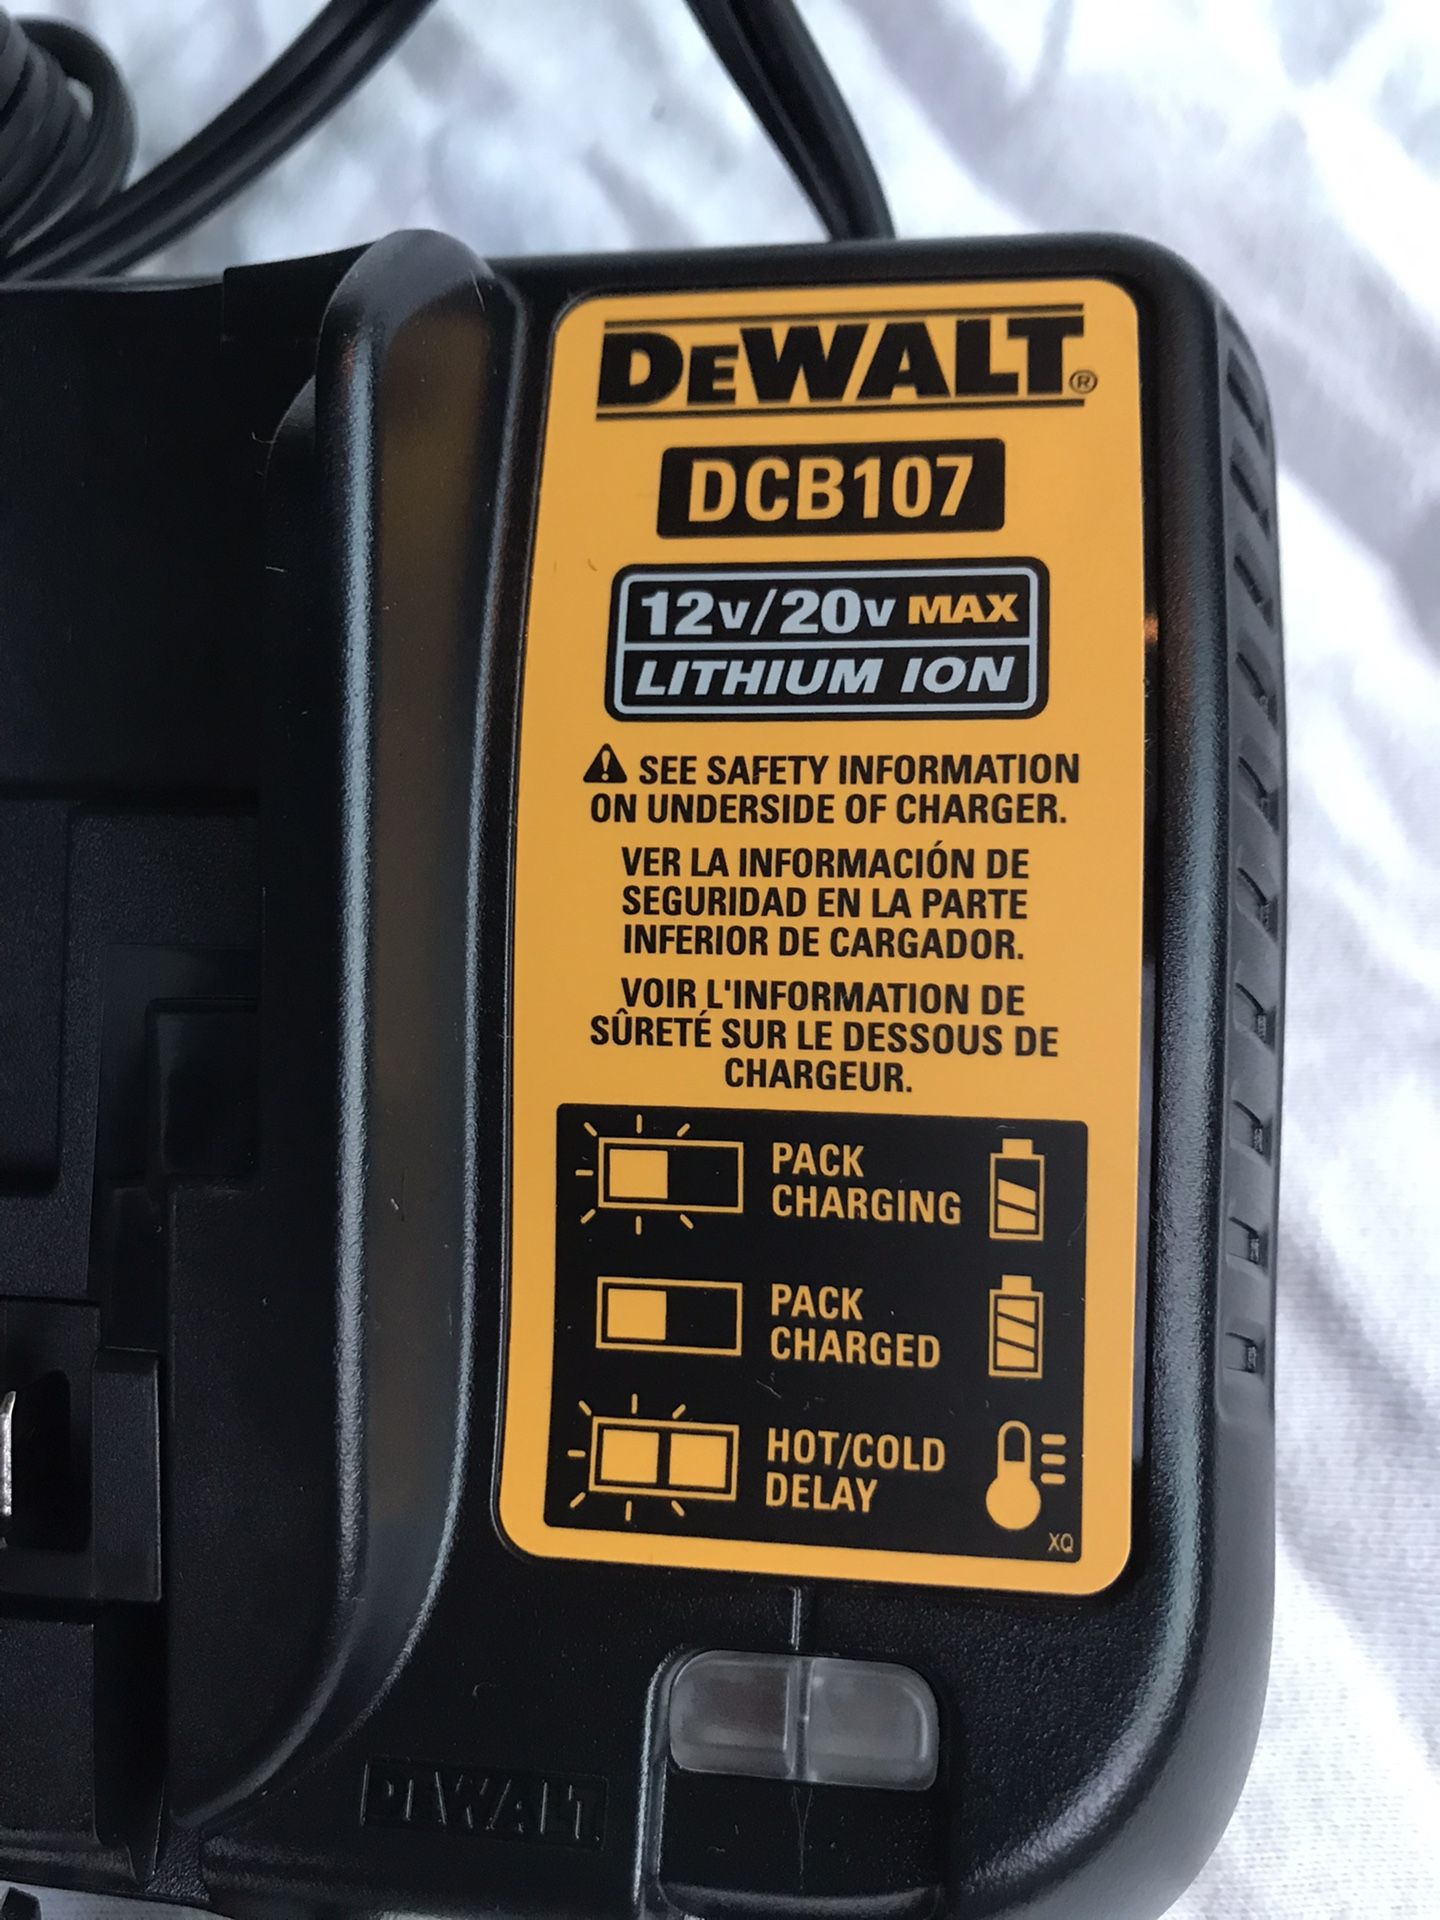 DEWALT®
DCB107
12V/20V MAX
LITHIUM ION
⚠ SEE SAFETY INFORMATION
ON UNDERSIDE OF CHARGER.
VER LA INFORMACIÓN DE
SEGURIDAD EN LA PARTE
INFERIOR DE CARGADOR.
VOIR L'INFORMATION DE
SÛRETÉ SUR LE DESSOUS DE
CHARGEUR.
PACK
CHARGING
PACK
CHARGED
HOT/COLD
DELAY
XQ
DEWALT